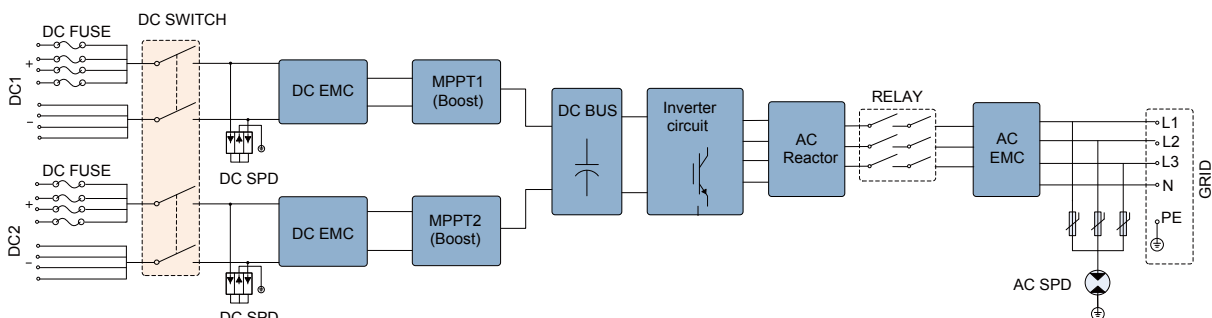 DC SWITCH
DC FUSE
+
DC1
−
DC EMC
MPPT1
(Boost)
DC SPD
DC FUSE
+
DC2
−
DC EMC
MPPT2
(Boost)
DC SPD
DC BUS
Inverter
circuit
AC
Reactor
RELAY
AC
EMC
L1
L2
L3
N
PE
GRID
AC SPD